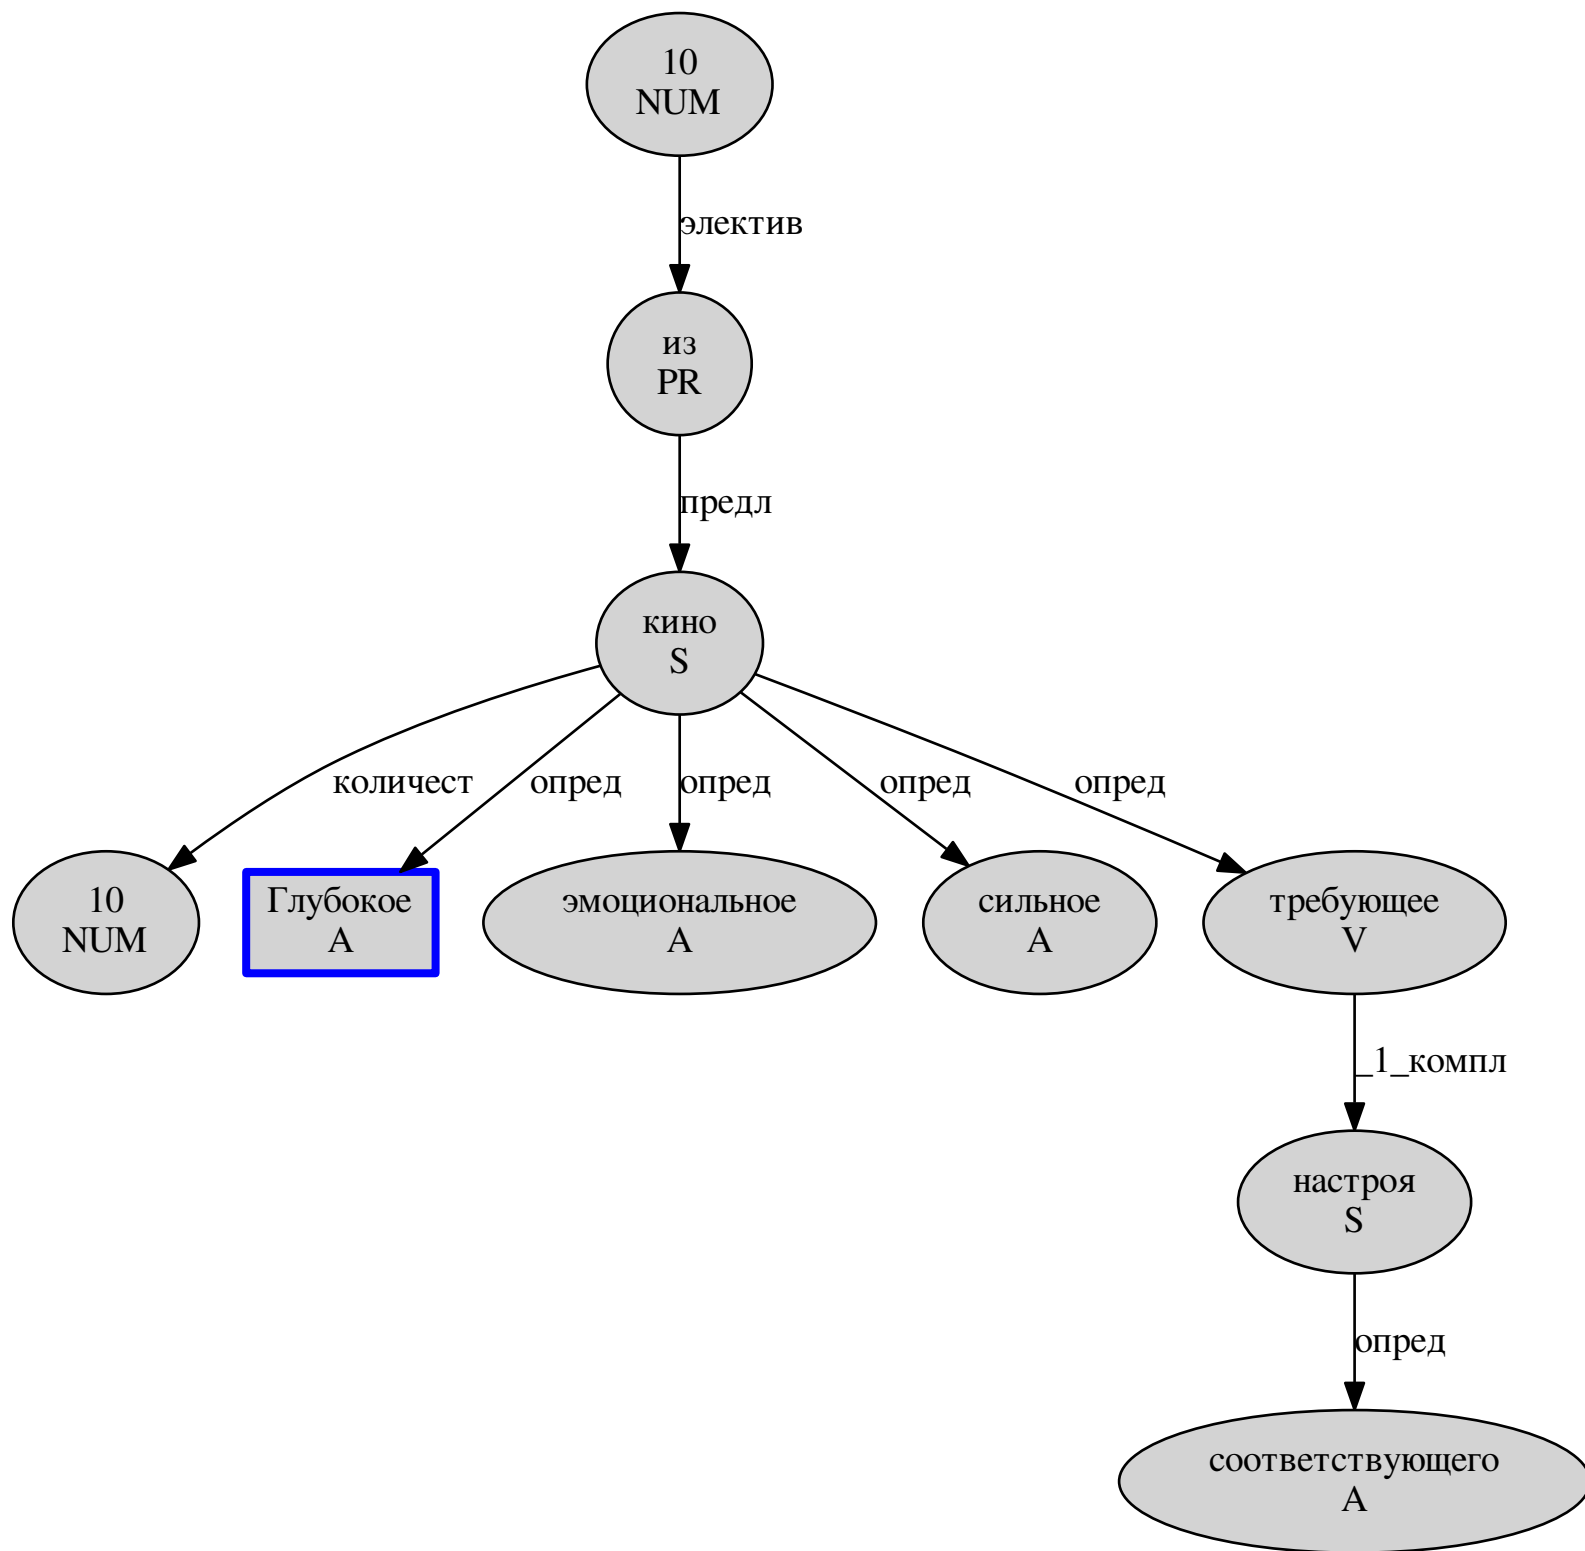 10
NUM
электив
из
PR
предл
кино
S
количест
опред
опред
опред
опред
10
NUM
Глубокое
A
эмоциональное
A
сильное
A
требующее
V
_1_компл
настроя
S
опред
соответствующего
A